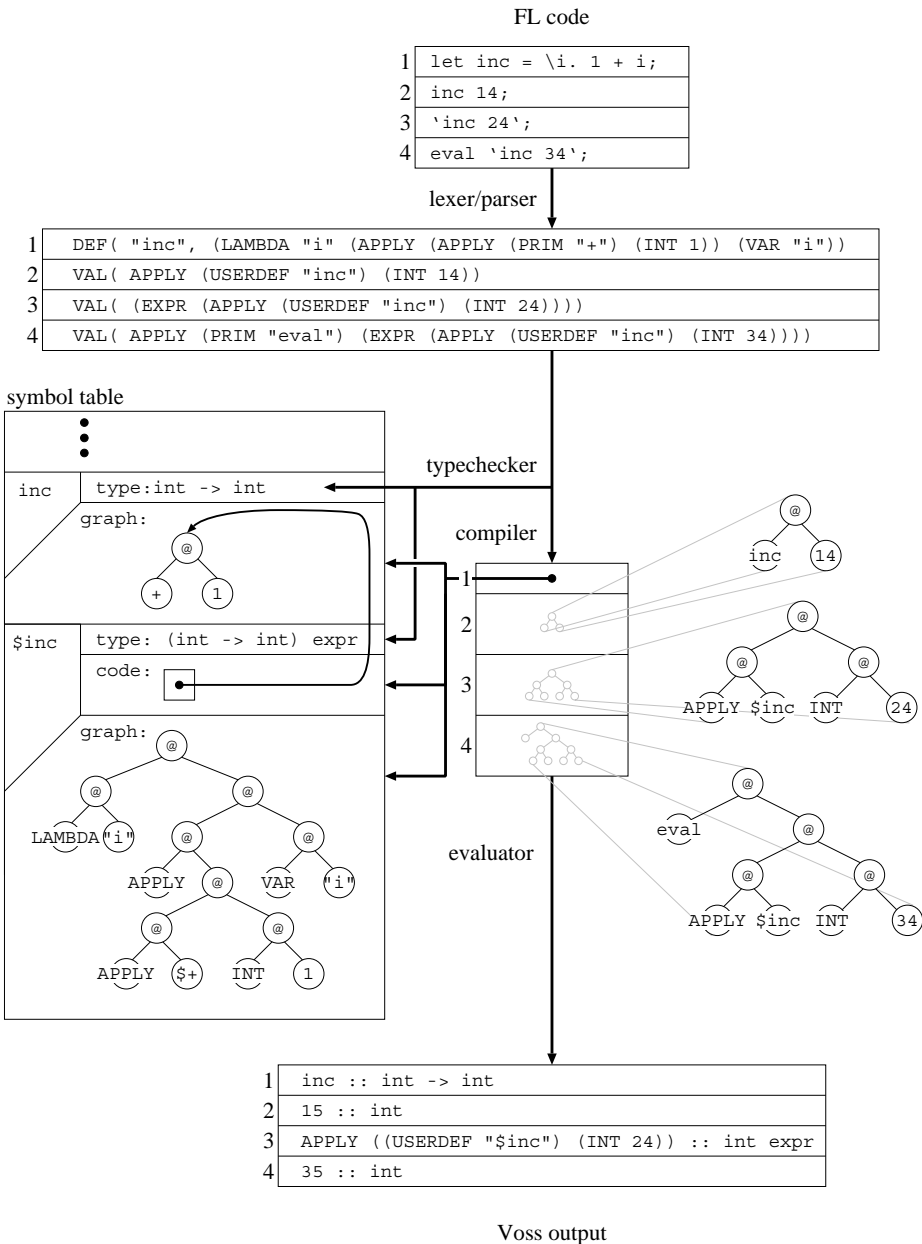 FL code
1 let inc = \i. 1 + i;
2 inc 14;
3 ‘inc 24‘;
4 eval ‘inc 34‘;
lexer/parser
1 DEF( "inc", (LAMBDA "i" (APPLY (APPLY (PRIM "+") (INT 1)) (VAR "i"))
2 VAL( APPLY (USERDEF "inc") (INT 14))
3 VAL( (EXPR (APPLY (USERDEF "inc") (INT 24))))
4 VAL( APPLY (PRIM "eval") (EXPR (APPLY (USERDEF "inc") (INT 34))))
symbol table
inc
type:int -> int
graph:
@
+ 1
$inc
type: (int -> int) expr
code:
graph:
@
@ @
LAMBDA "i" @ @
APPLY @ VAR "i"
@ @
APPLY $+ INT 1
typechecker
compiler
1
2
3
4
@
inc 14
@
@ @
APPLY $inc INT 24
@
eval @
@ @
APPLY $inc INT 34
evaluator
1 inc :: int -> int
2 15 :: int
3 APPLY ((USERDEF "$inc") (INT 24)) :: int expr
4 35 :: int
Voss output